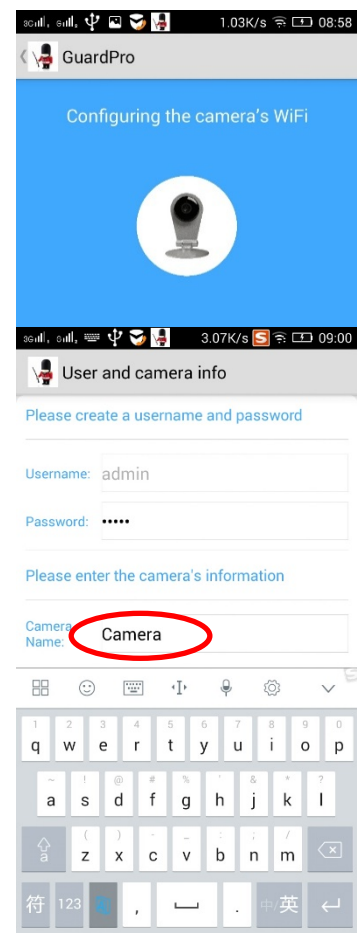 3G 1.03K/s 08:58
GuardPro
Configuring the camera's WiFi
3G 3.07K/s S 09:00
User and camera info
Please create a username and password
Username: admin
Password: •••••
Please enter the camera's information
Camera
Name: Camera
1 2 3 4 5 6 7 8 9 0
q w e r t y u i o p
~ ! @ # % ' & * ?
a s d f g h j k l
( ) - _ : ; /
a z x c v b n m
符 123 , . 中/英